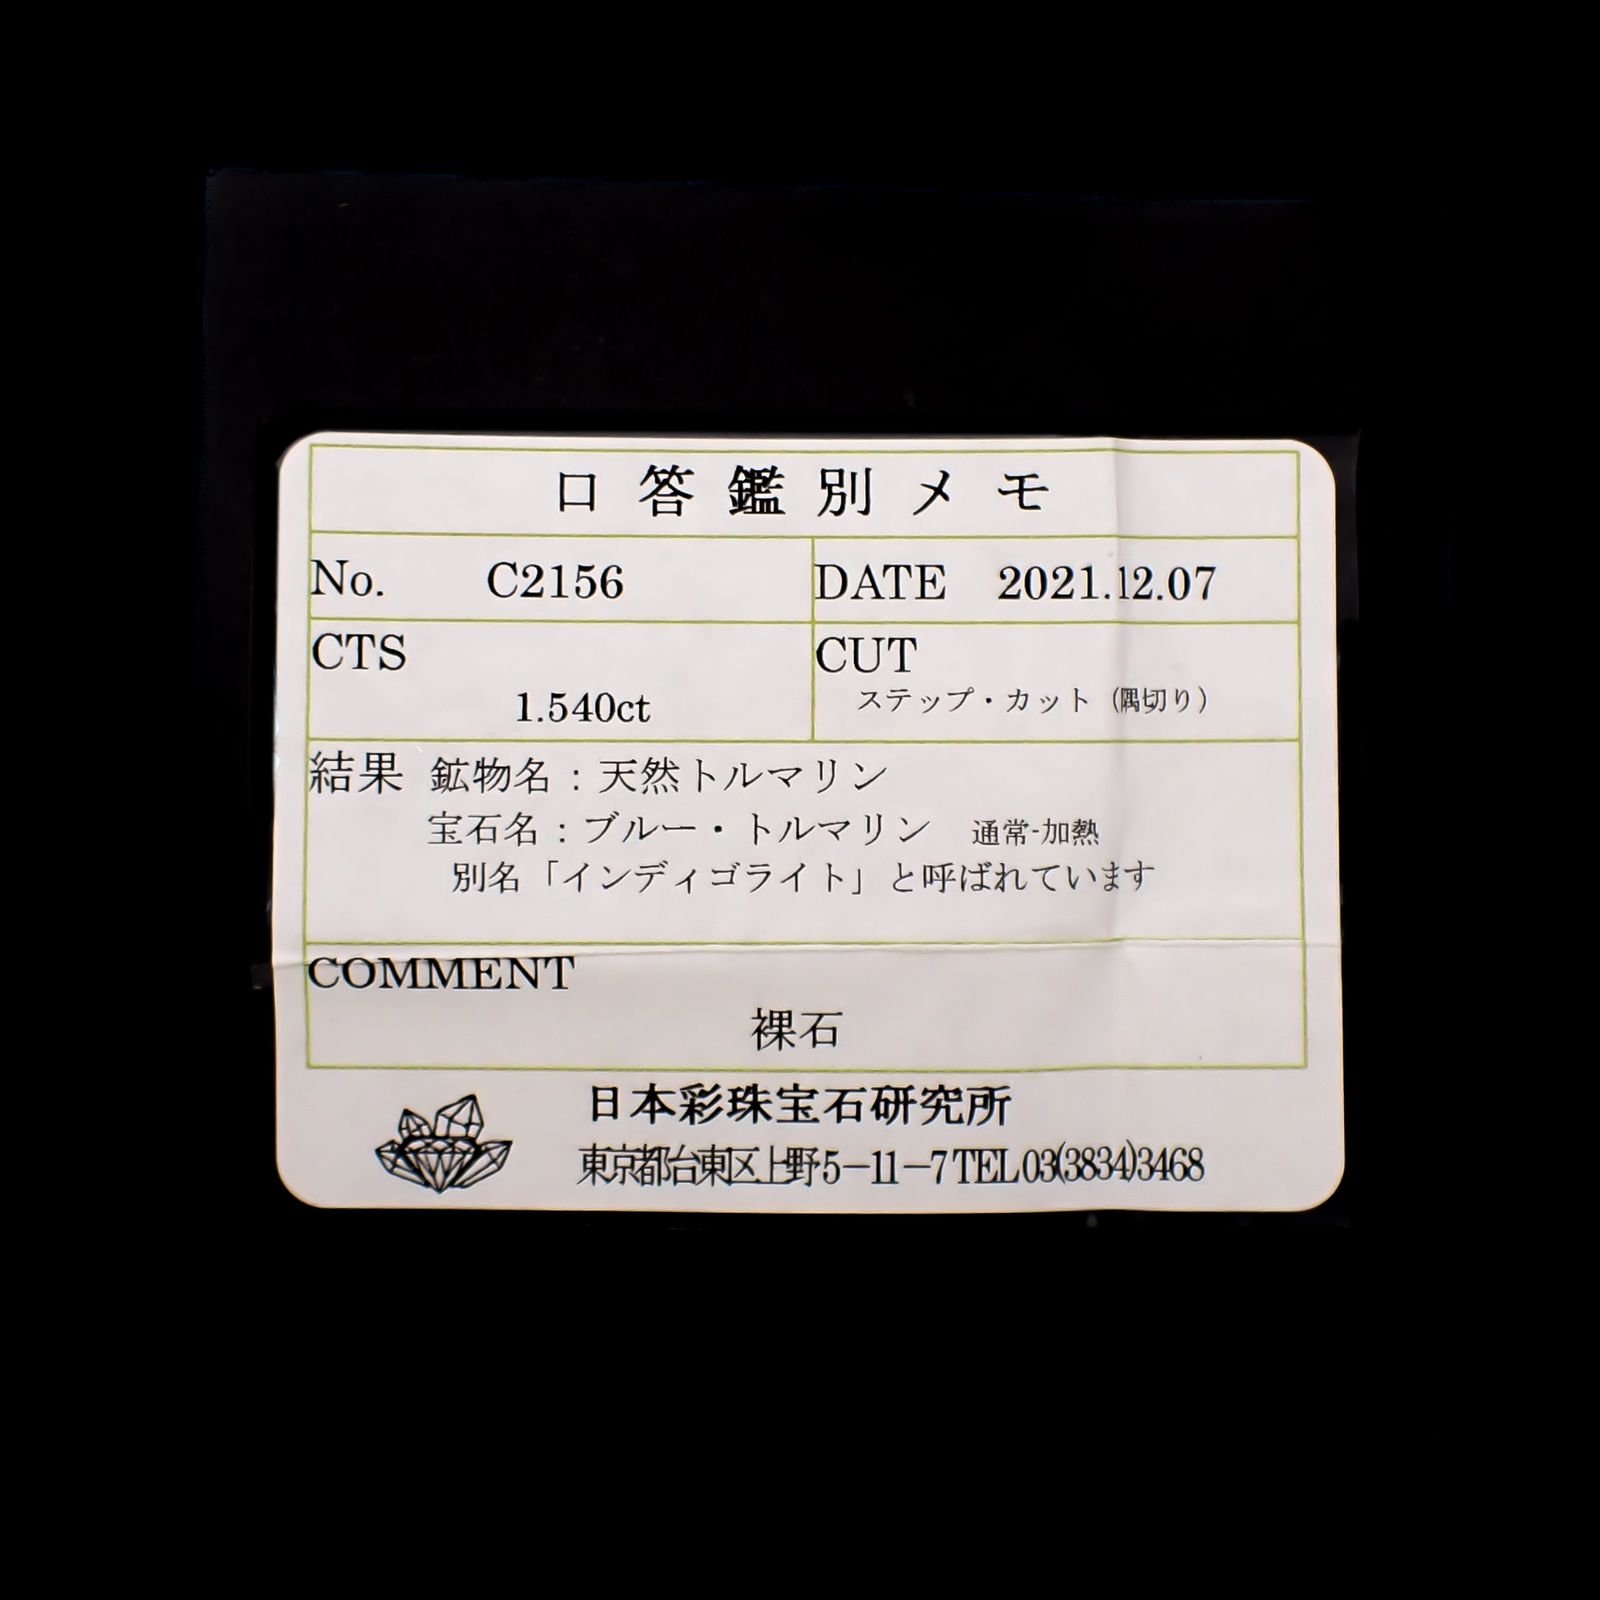 口答鑑別メモ
No. C2156 DATE 2021.12.07
CTS CUT
1.540ct ステップ・カット（隅切り）
結果 鉱物名：天然トルマリン
宝石名：ブルー・トルマリン 通常-加熱
別名「インディゴライト」と呼ばれています
COMMENT
裸石
日本彩珠宝石研究所
東京都台東区上野5－11－7 TEL 03(3834)3468